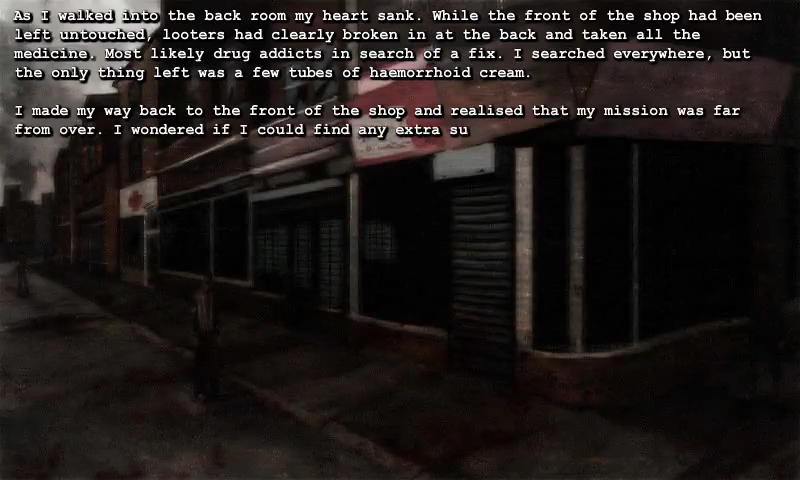 As I walked into the back room my heart sank. While the front of the shop had been
left untouched, looters had clearly broken in at the back and taken all the
medicine. Most likely drug addicts in search of a fix. I searched everywhere, but
the only thing left was a few tubes of haemorrhoid cream.
I made my way back to the front of the shop and realised that my mission was far
from over. I wondered if I could find any extra su